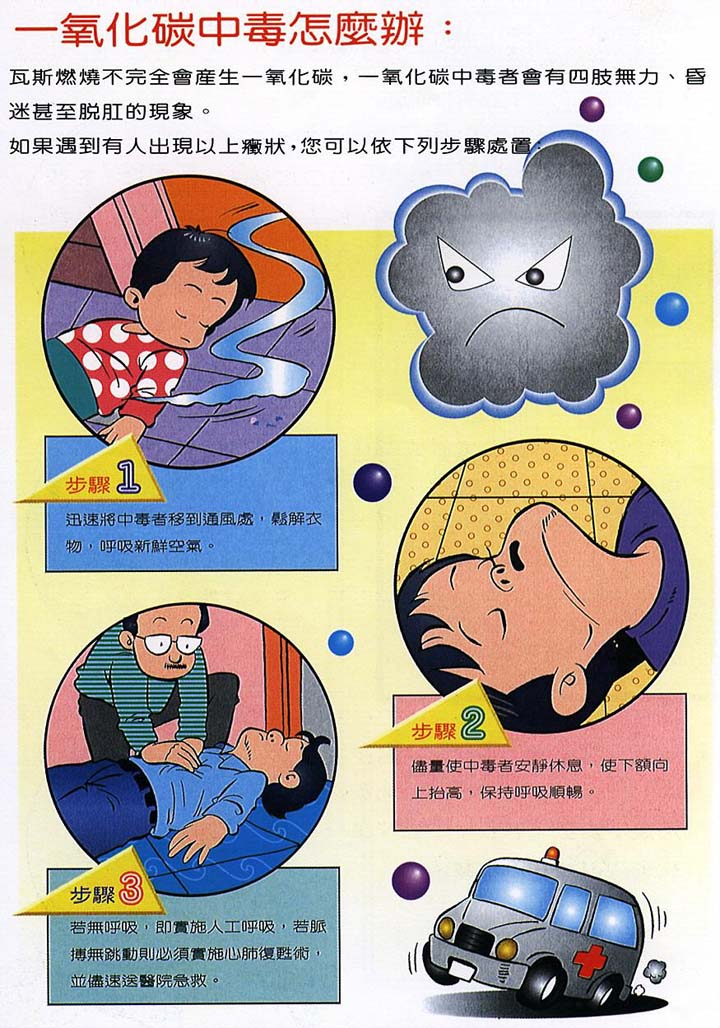 一氧化碳中毒怎麼辦：
瓦斯燃燒不完全會產生一氧化碳，一氧化碳中毒者會有四肢無力、昏
迷甚至脫肛的現象。
如果遇到有人出現以上癥狀，您可以依下列步驟處置：
步驟1
迅速將中毒者移到通風處，鬆解衣
物，呼吸新鮮空氣。
步驟2
儘量使中毒者安靜休息，使下額向
上抬高，保持呼吸順暢。
步驟3
若無呼吸，即實施人工呼吸，若脈
搏無跳動則必須實施心肺復甦術，
並儘速送醫院急救。